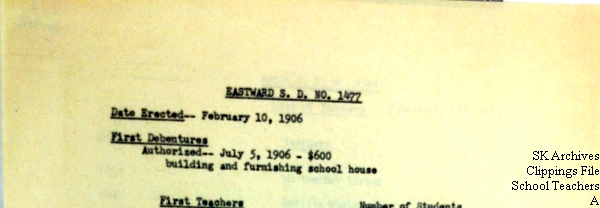 EASTWARD S. D. NO. 1477
Date Erected-- February 10, 1906
First Debentures
Authorized-- July 5, 1906 - $600
building and furnishing school house
First Teachers Number of Students
SK Archives
Clippings File
School Teachers
A